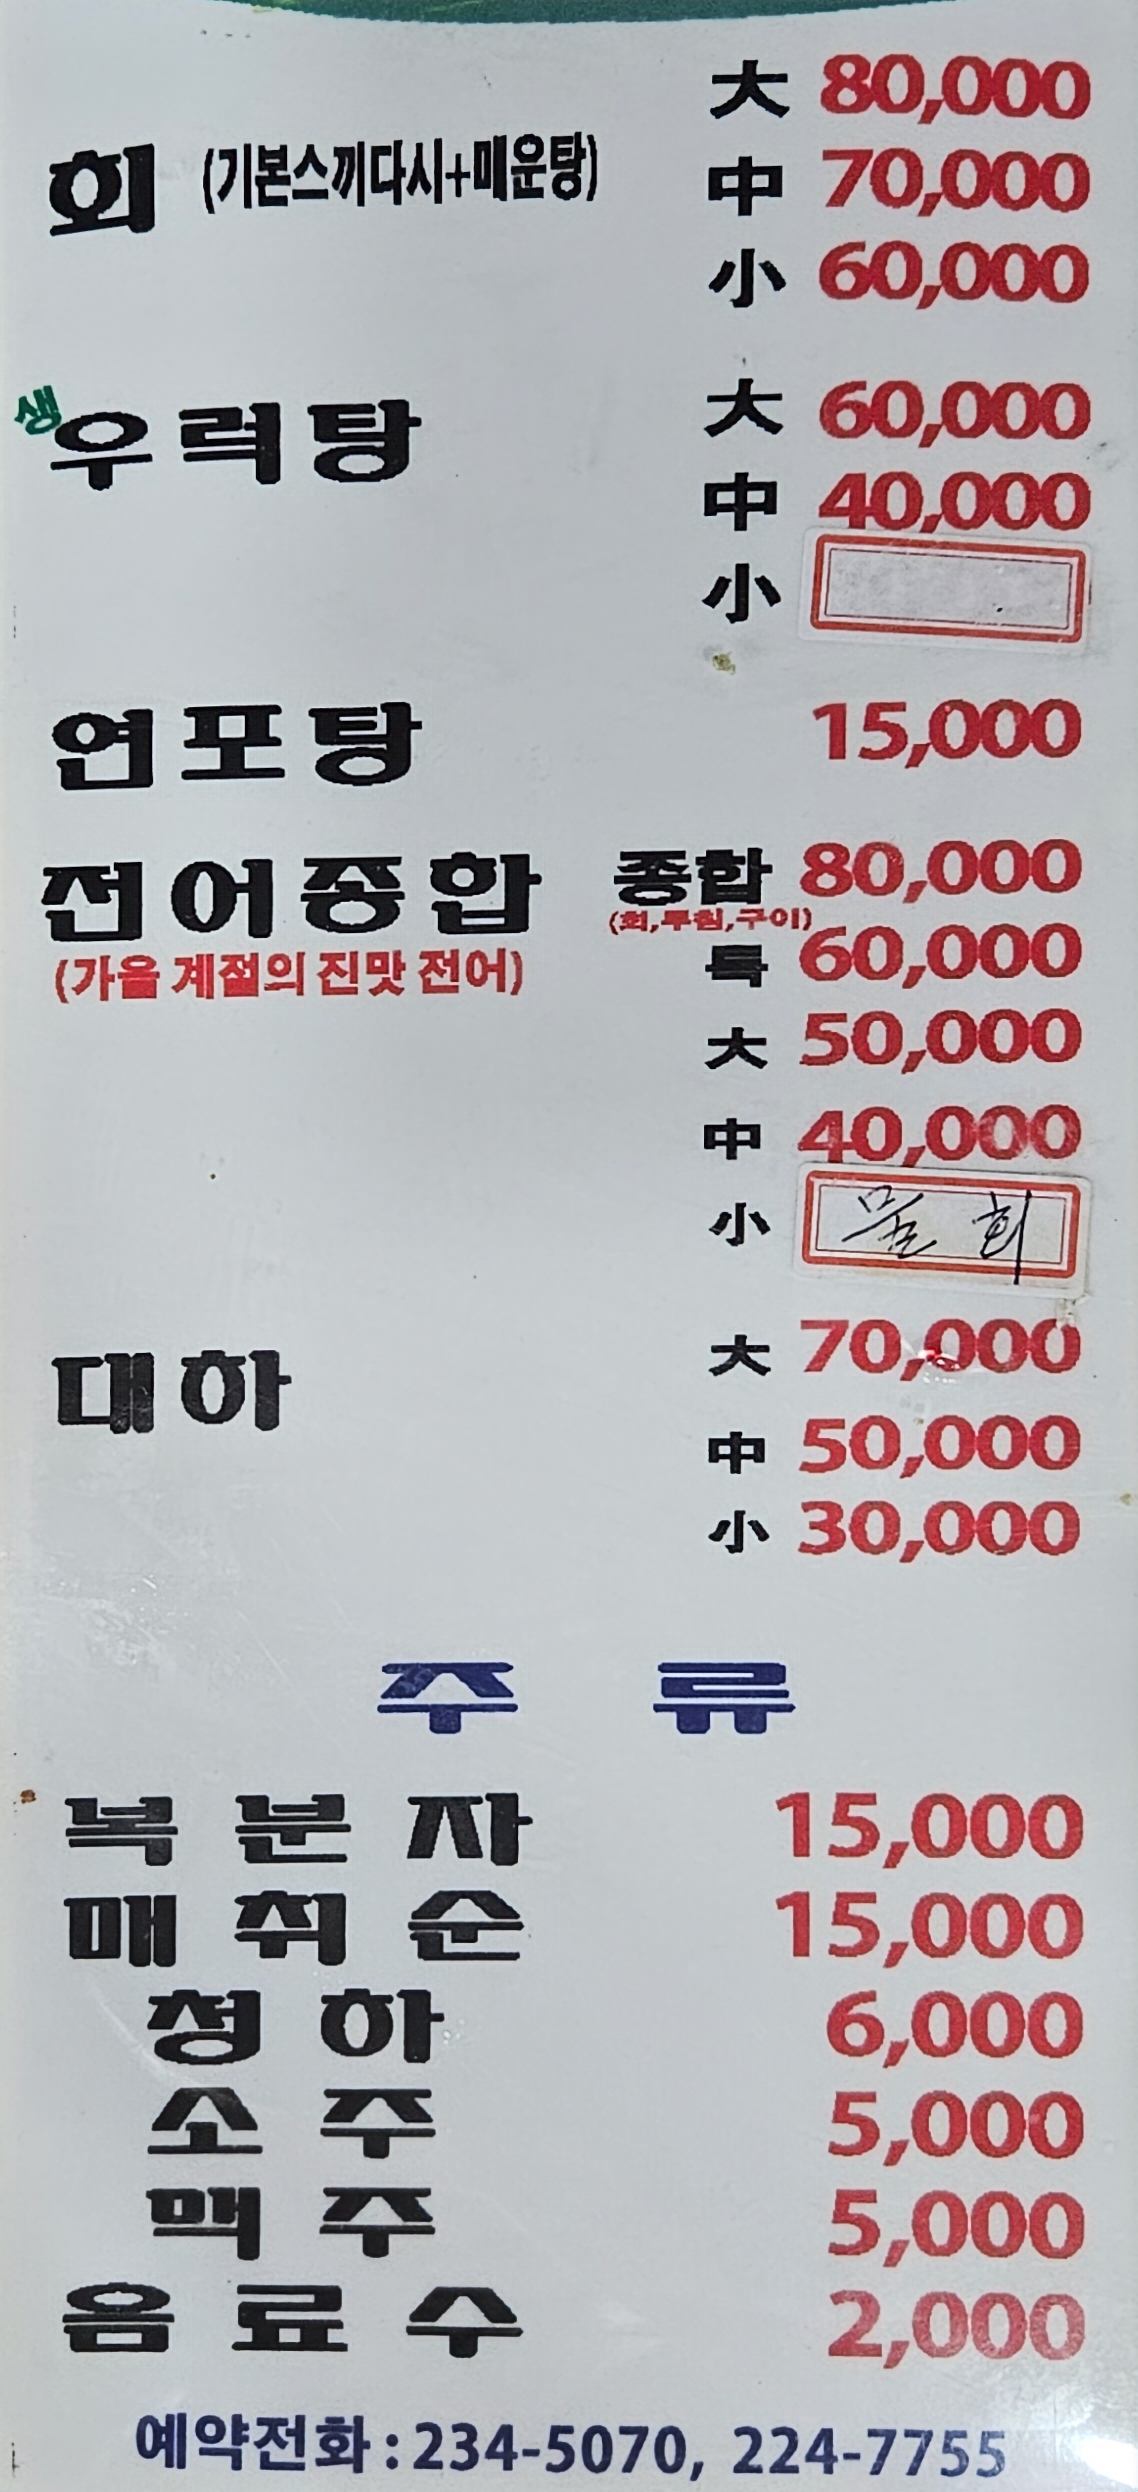 大 80,000
회 (기본스끼다시+매운탕) 中 70,000
小 60,000
생우럭탕 大 60,000
中 40,000
小
연포탕 15,000
전어종합 종합 80,000
(회,무침,구이)
(가을 계절의 진맛 전어) 특 60,000
大 50,000
中 40,000
小 물회
대하 大 70,000
中 50,000
小 30,000
주류
복분자 15,000
매취순 15,000
청하 6,000
소주 5,000
맥주 5,000
음료수 2,000
예약전화 : 234-5070, 224-7755